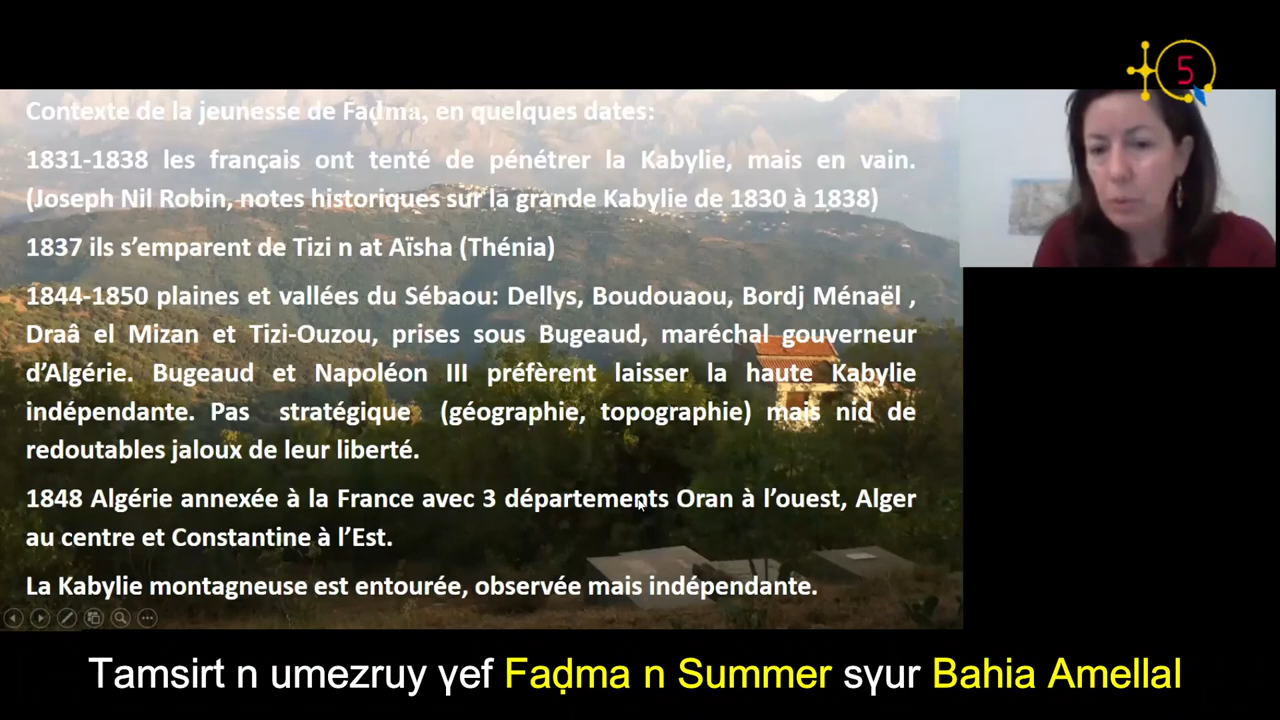 5
Contexte de la jeunesse de Faḍma, en quelques dates:
1831-1838 les français ont tenté de pénétrer la Kabylie, mais en vain.
(Joseph Nil Robin, notes historiques sur la grande Kabylie de 1830 à 1838)
1837 ils s’emparent de Tizi n at Aïsha (Thénia)
1844-1850 plaines et vallées du Sébaou: Dellys, Boudouaou, Bordj Ménaël ,
Draâ el Mizan et Tizi-Ouzou, prises sous Bugeaud, maréchal gouverneur
d’Algérie. Bugeaud et Napoléon III préfèrent laisser la haute Kabylie
indépendante. Pas stratégique (géographie, topographie) mais nid de
redoutables jaloux de leur liberté.
1848 Algérie annexée à la France avec 3 départements Oran à l’ouest, Alger
au centre et Constantine à l’Est.
La Kabylie montagneuse est entourée, observée mais indépendante.
Tamsirt n umezruy γef Faḍma n Summer sγur Bahia Amellal